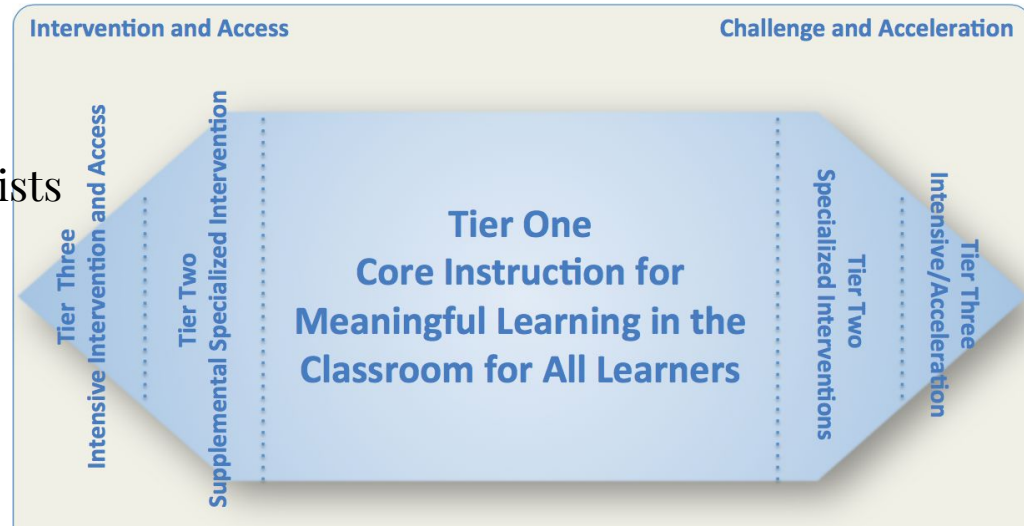 Intervention and Access
Challenge and Acceleration
ists
Tier Three
Intensive Intervention and Access
Tier Two
Supplemental Specialized Intervention
Tier One
Core Instruction for
Meaningful Learning in the
Classroom for All Learners
Tier Two
Specialized Interventions
Tier Three
Intensive/Acceleration